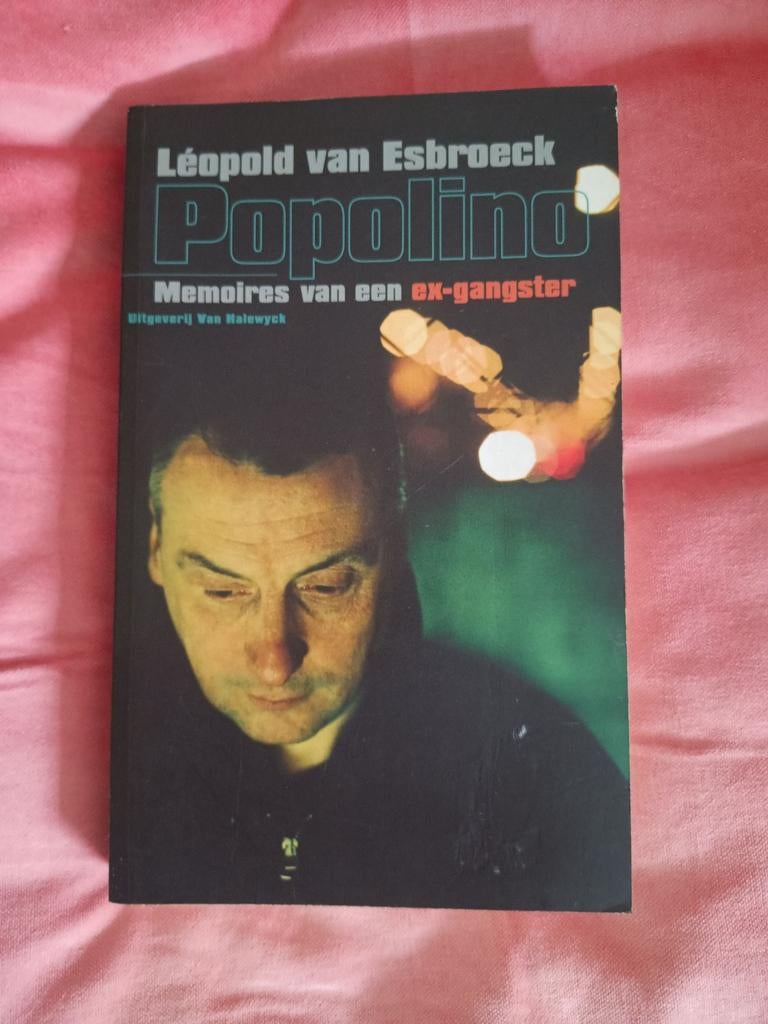 Léopold van Esbroeck
Popolino
Memoires van een ex-gangster
Uitgeverij Van Halewyck